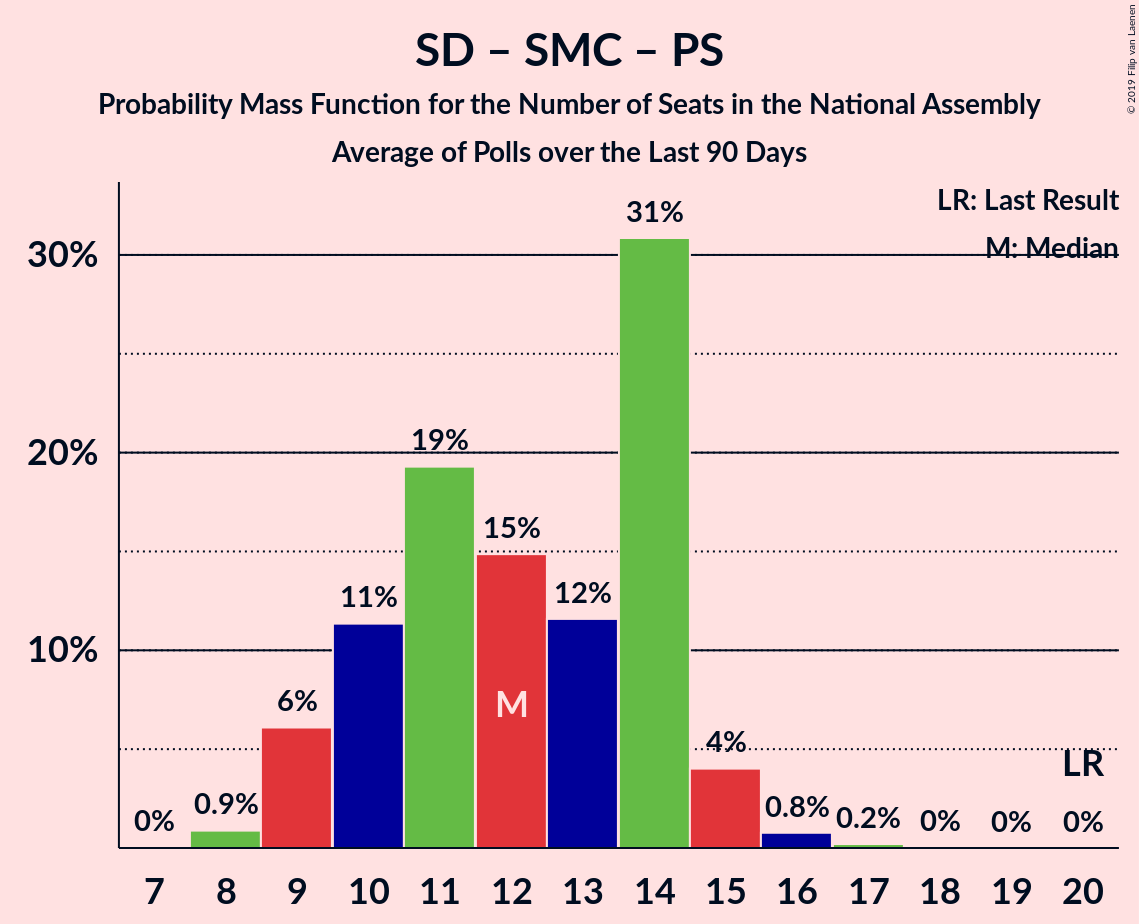 SD – SMC – PS
Probability Mass Function for the Number of Seats in the National Assembly
Average of Polls over the Last 90 Days
© 2019 Filip van Laenen
LR: Last Result
M: Median
30%
20%
10%
0%
0.9%
6%
11%
19%
15%
12%
31%
4%
0.8%
0.2%
0%
0%
0%
M
LR
7 8 9 10 11 12 13 14 15 16 17 18 19 20